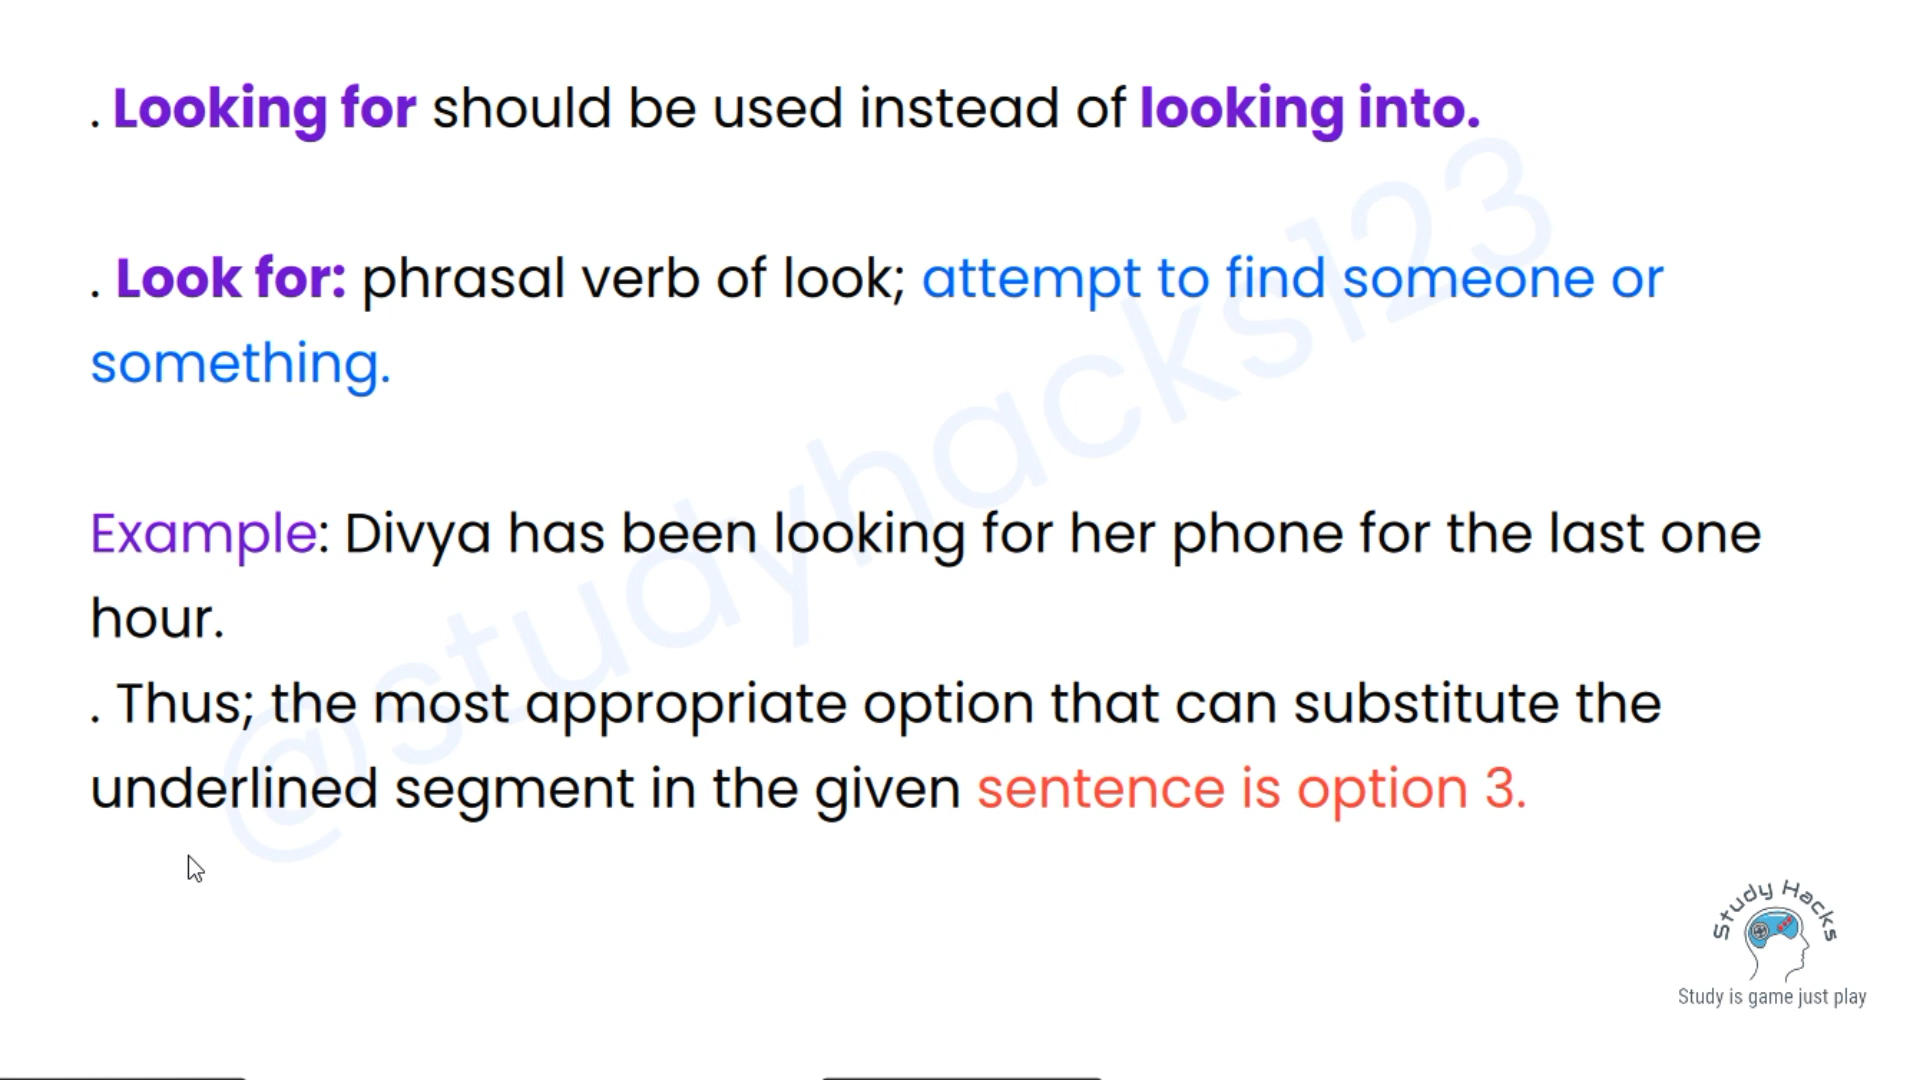 . Looking for should be used instead of looking into.
. Look for: phrasal verb of look; attempt to find someone or
something.
Example: Divya has been looking for her phone for the last one
hour.
. Thus; the most appropriate option that can substitute the
underlined segment in the given sentence is option 3.
@studyhacks123
Study Hacks
Study is game just play